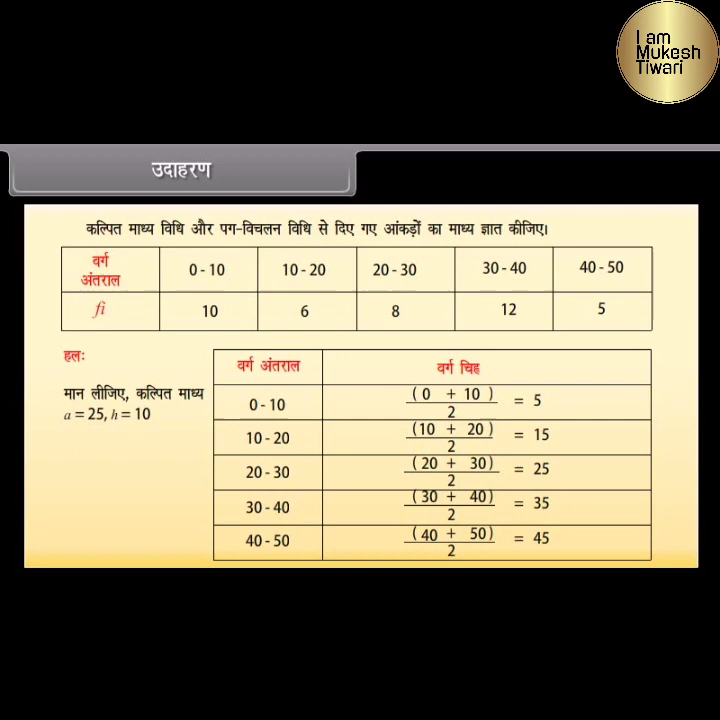 I am
Mukesh
Tiwari
उदाहरण
कल्पित माध्य विधि और पग-विचलन विधि से दिए गए आंकड़ों का माध्य ज्ञात कीजिए।
वर्ग अंतराल 0 - 10 10 - 20 20 - 30 30 - 40 40 - 50
fi 10 6 8 12 5
हलः
मान लीजिए, कल्पित माध्य
a = 25, h = 10
वर्ग अंतराल वर्ग चिह्न
0 - 10 (0 + 10)/2 = 5
10 - 20 (10 + 20)/2 = 15
20 - 30 (20 + 30)/2 = 25
30 - 40 (30 + 40)/2 = 35
40 - 50 (40 + 50)/2 = 45